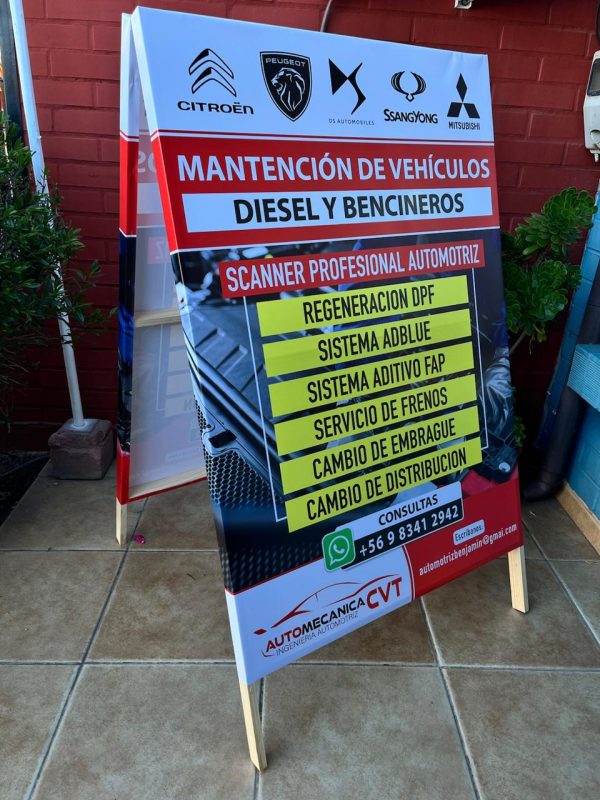 CITROËN
PEUGEOT
DS AUTOMOBILES
SSANGYONG
MITSUBISHI
MANTENCIÓN DE VEHÍCULOS
DIESEL Y BENCINEROS
SCANNER PROFESIONAL AUTOMOTRIZ
REGENERACION DPF
SISTEMA ADBLUE
SISTEMA ADITIVO FAP
SERVICIO DE FRENOS
CAMBIO DE EMBRAGUE
CAMBIO DE DISTRIBUCION
CONSULTAS
+56 9 8341 2942
Escríbanos
automotrizbenjamin@gmai.com
AUTOMECANICA CVT
INGENIERIA AUTOMOTRIZ